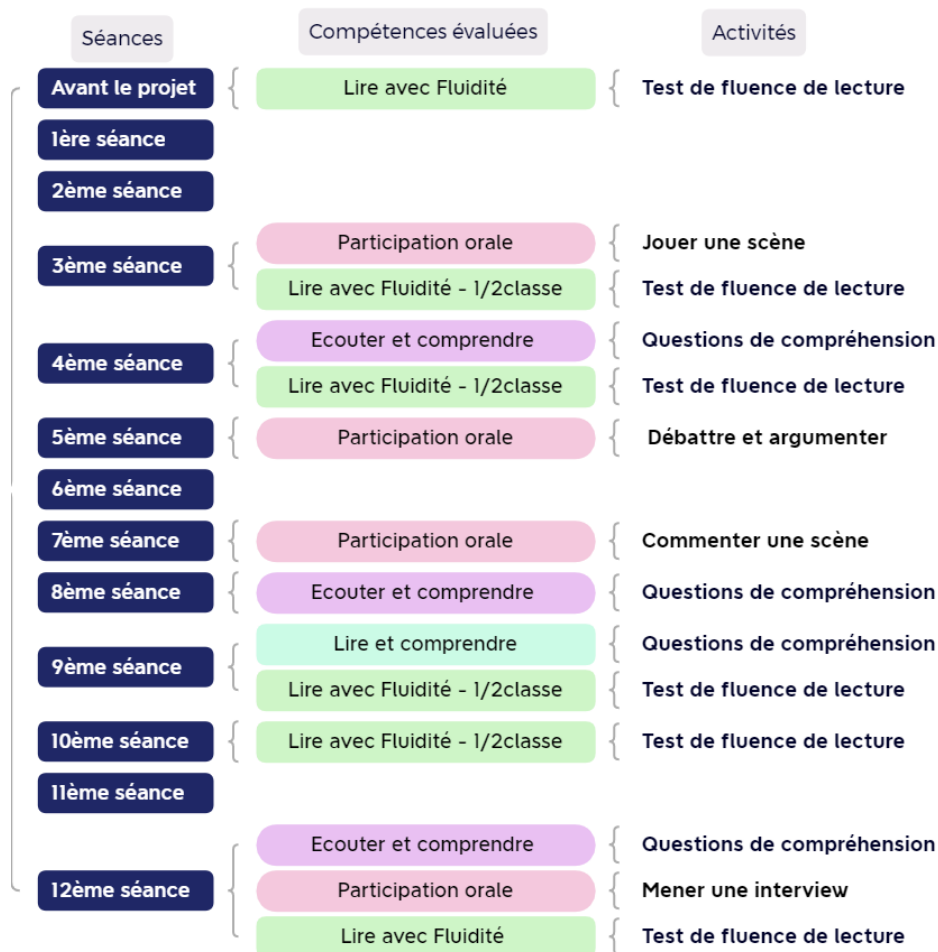 Séances
Compétences évaluées
Activités
Avant le projet
Lire avec Fluidité
Test de fluence de lecture
1ère séance
2ème séance
3ème séance
Participation orale
Jouer une scène
Lire avec Fluidité - 1/2classe
Test de fluence de lecture
4ème séance
Ecouter et comprendre
Questions de compréhension
Lire avec Fluidité - 1/2classe
Test de fluence de lecture
5ème séance
Participation orale
Débattre et argumenter
6ème séance
7ème séance
Participation orale
Commenter une scène
8ème séance
Ecouter et comprendre
Questions de compréhension
9ème séance
Lire et comprendre
Questions de compréhension
Lire avec Fluidité - 1/2classe
Test de fluence de lecture
10ème séance
Lire avec Fluidité - 1/2classe
Test de fluence de lecture
11ème séance
12ème séance
Ecouter et comprendre
Questions de compréhension
Participation orale
Mener une interview
Lire avec Fluidité
Test de fluence de lecture